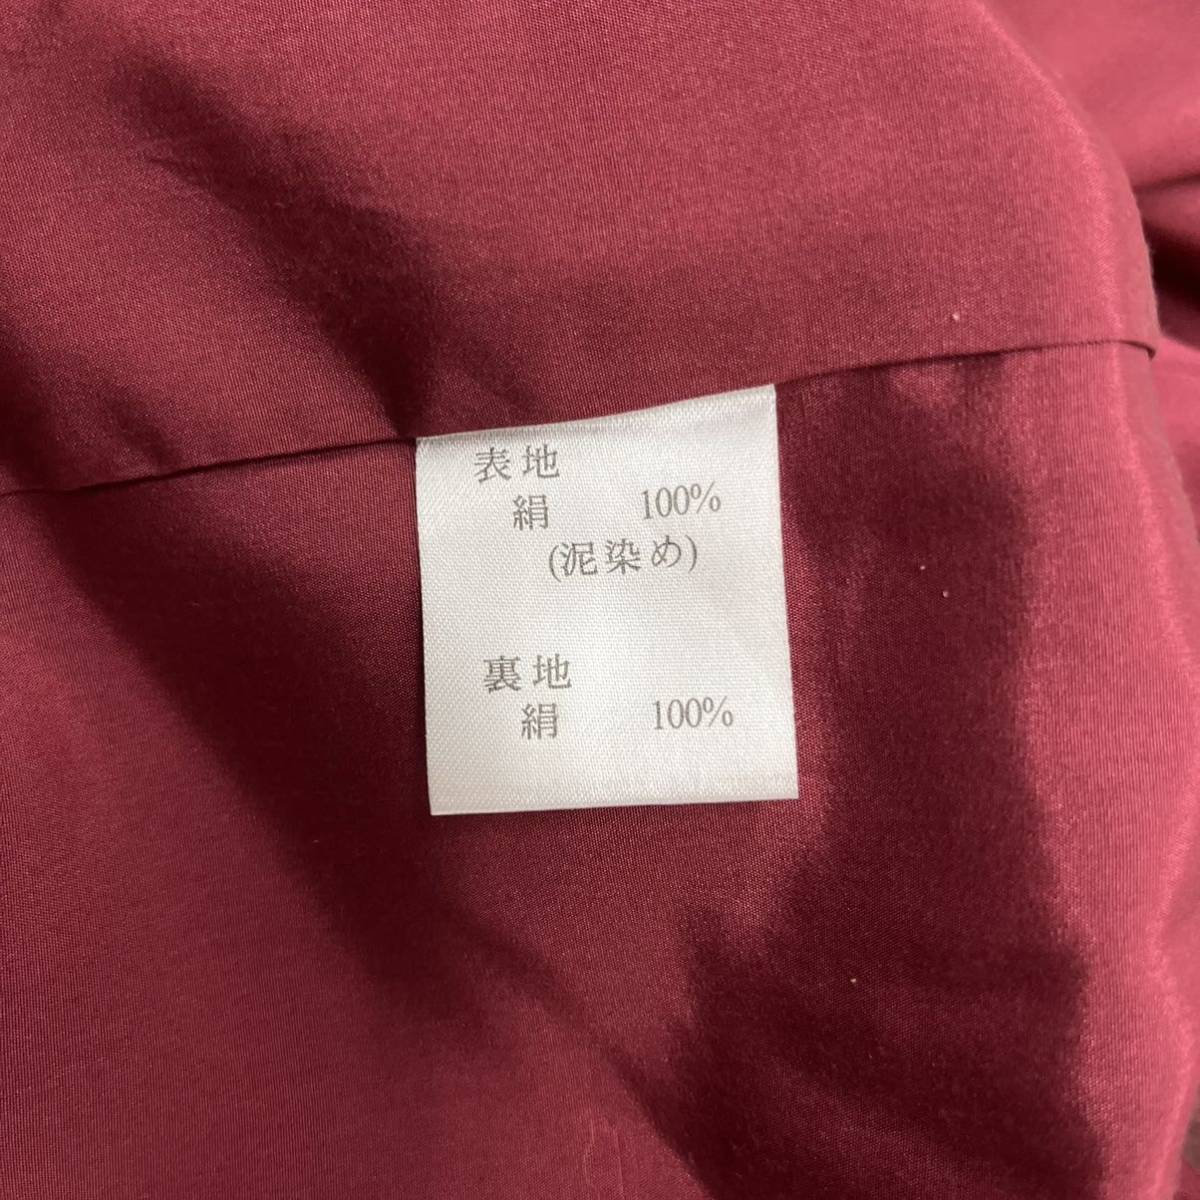 表地
絹 100%
(泥染め)
裏地
絹 100%